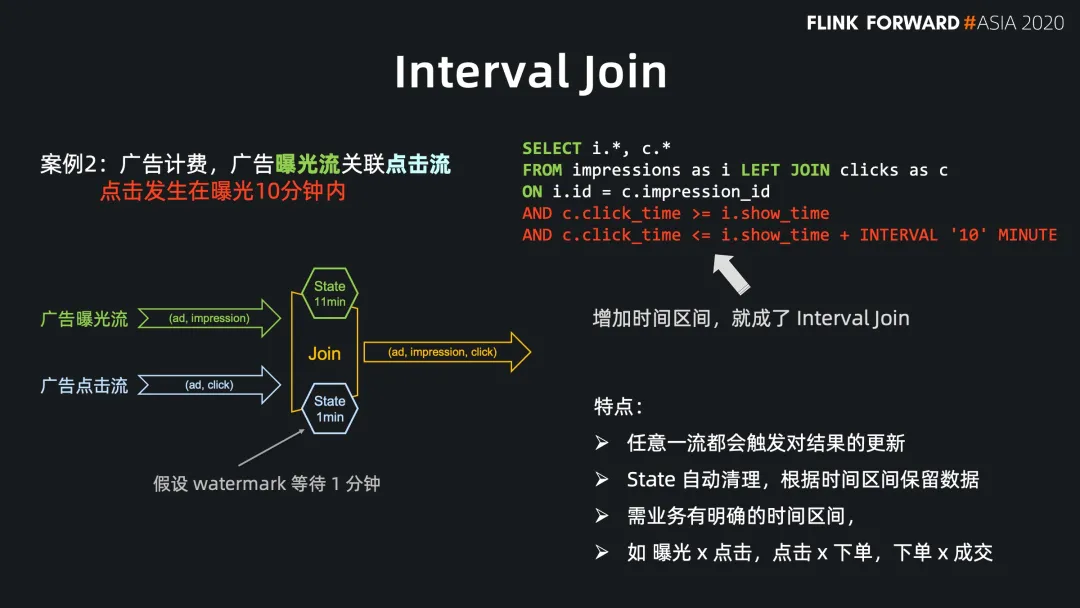 FLINK FORWARD #ASIA 2020
Interval Join
案例2：广告计费，广告曝光流关联点击流
点击发生在曝光10分钟内
SELECT i.*, c.*
FROM impressions as i LEFT JOIN clicks as c
ON i.id = c.impression_id
AND c.click_time >= i.show_time
AND c.click_time <= i.show_time + INTERVAL '10' MINUTE
增加时间区间，就成了 Interval Join
State
11min
广告曝光流
(ad, impression)
Join
(ad, impression, click)
广告点击流
(ad, click)
State
1min
假设 watermark 等待 1 分钟
特点：
➢ 任意一流都会触发对结果的更新
➢ State 自动清理，根据时间区间保留数据
➢ 需业务有明确的时间区间，
➢ 如 曝光 x 点击，点击 x 下单，下单 x 成交